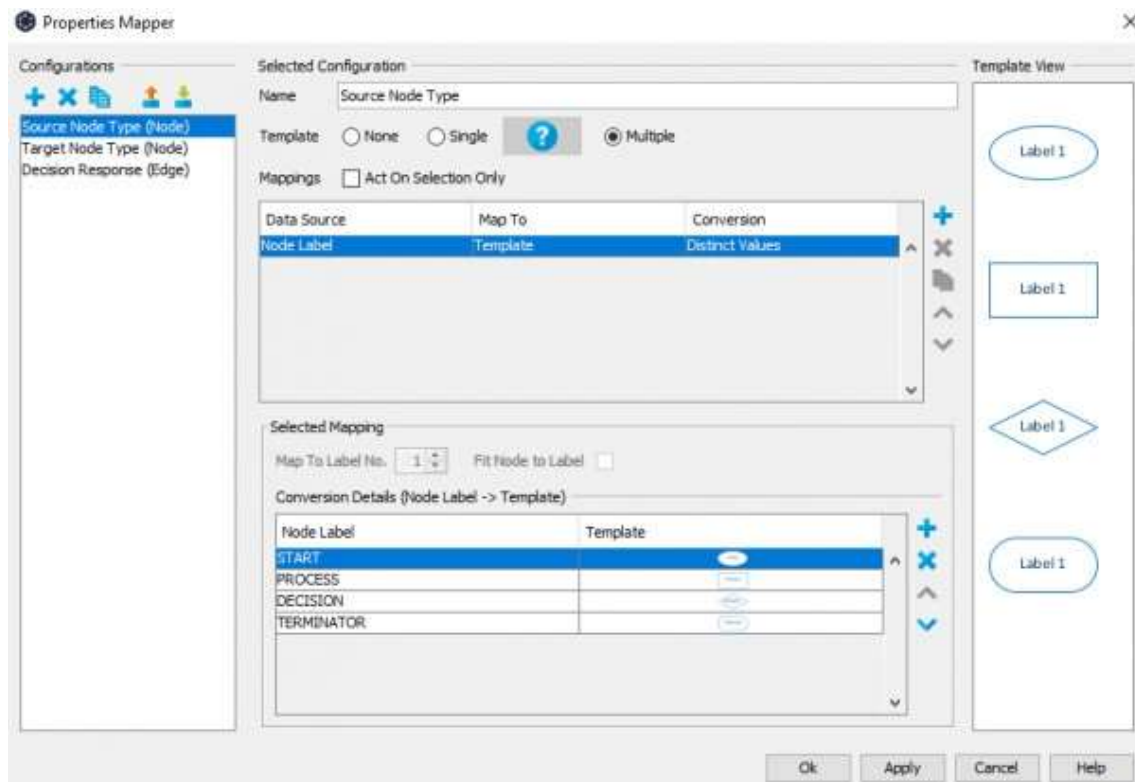 Properties Mapper
Configurations
Source Node Type (Node)
Target Node Type (Node)
Decision Response (Edge)
Selected Configuration
Name Source Node Type
Template None Single ? Multiple
Mappings Act On Selection Only
Data Source Map To Conversion
Node Label Template Distinct Values
Selected Mapping
Map To Label No. 1 Fit Node to Label
Conversion Details (Node Label -> Template)
Node Label Template
START
PROCESS
DECISION
TERMINATOR
Template View
Label 1
Label 1
Label 1
Label 1
Ok Apply Cancel Help